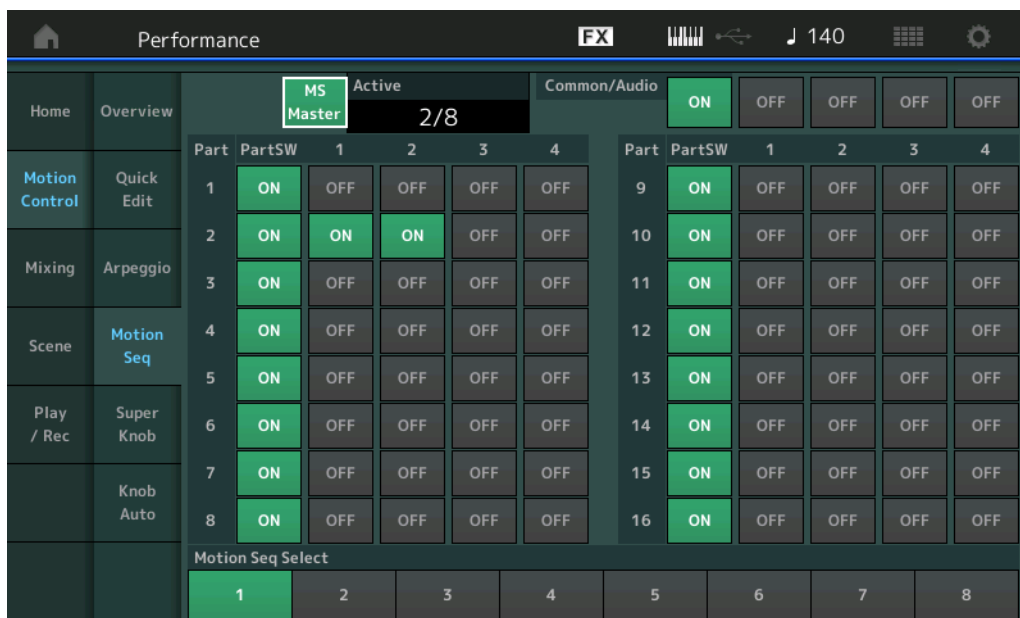 Performance FX 140
Home Overview MS Master Active 2/8 Common/Audio ON OFF OFF OFF OFF
Part PartSW 1 2 3 4 Part PartSW 1 2 3 4
Motion Control Quick Edit 1 ON OFF OFF OFF OFF 9 ON OFF OFF OFF OFF
2 ON ON ON OFF OFF 10 ON OFF OFF OFF OFF
Mixing Arpeggio 3 ON OFF OFF OFF OFF 11 ON OFF OFF OFF OFF
Scene Motion Seq 4 ON OFF OFF OFF OFF 12 ON OFF OFF OFF OFF
5 ON OFF OFF OFF OFF 13 ON OFF OFF OFF OFF
Play / Rec Super Knob 6 ON OFF OFF OFF OFF 14 ON OFF OFF OFF OFF
7 ON OFF OFF OFF OFF 15 ON OFF OFF OFF OFF
Knob Auto 8 ON OFF OFF OFF OFF 16 ON OFF OFF OFF OFF
Motion Seq Select
1 2 3 4 5 6 7 8